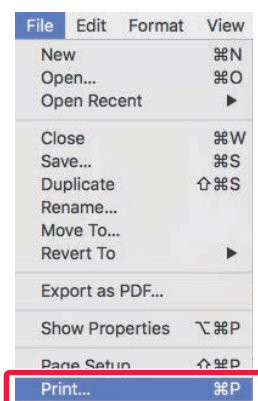 File Edit Format View
New ⌘N
Open... ⌘O
Open Recent ▶
Close ⌘W
Save... ⌘S
Duplicate ⇧⌘S
Rename...
Move To...
Revert To ▶
Export as PDF...
Show Properties ⌥⌘P
Page Setup ⇧⌘P
Print... ⌘P